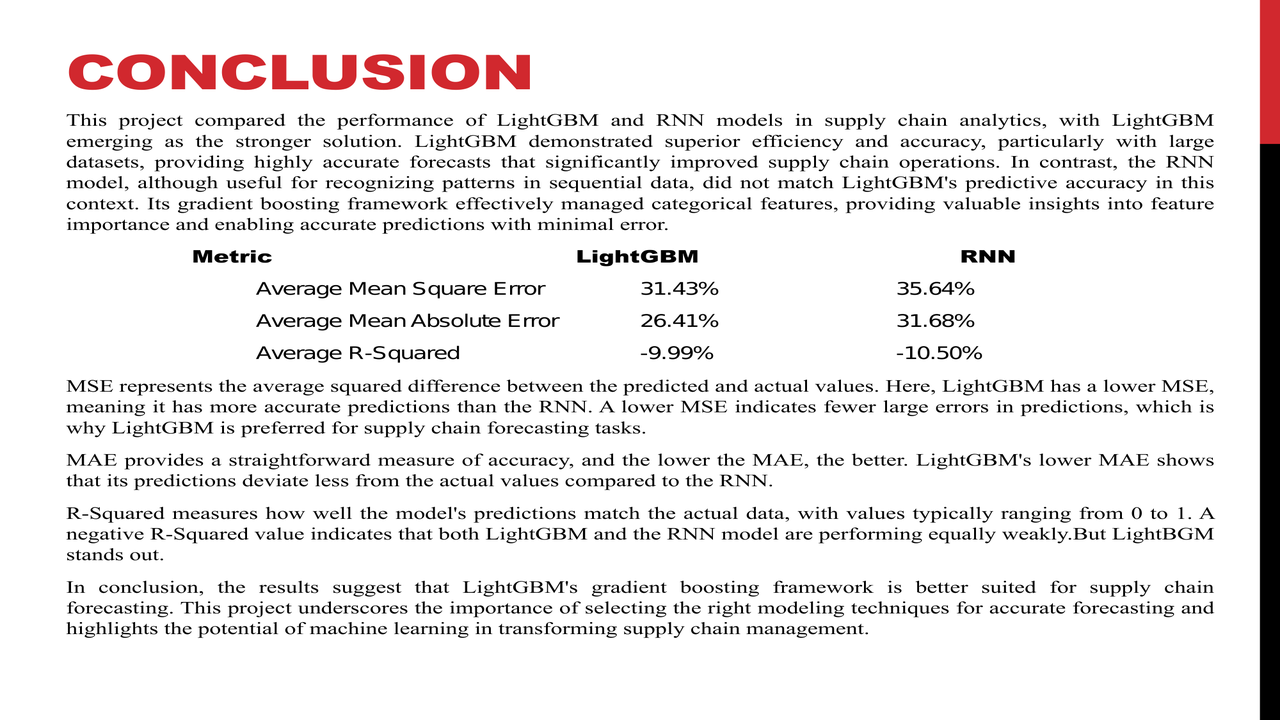 CONCLUSION
This project compared the performance of LightGBM and RNN models in supply chain analytics, with LightGBM
emerging as the stronger solution. LightGBM demonstrated superior efficiency and accuracy, particularly with large
datasets, providing highly accurate forecasts that significantly improved supply chain operations. In contrast, the RNN
model, although useful for recognizing patterns in sequential data, did not match LightGBM's predictive accuracy in this
context. Its gradient boosting framework effectively managed categorical features, providing valuable insights into feature
importance and enabling accurate predictions with minimal error.
Metric LightGBM RNN
Average Mean Square Error 31.43% 35.64%
Average Mean Absolute Error 26.41% 31.68%
Average R-Squared -9.99% -10.50%
MSE represents the average squared difference between the predicted and actual values. Here, LightGBM has a lower MSE,
meaning it has more accurate predictions than the RNN. A lower MSE indicates fewer large errors in predictions, which is
why LightGBM is preferred for supply chain forecasting tasks.
MAE provides a straightforward measure of accuracy, and the lower the MAE, the better. LightGBM's lower MAE shows
that its predictions deviate less from the actual values compared to the RNN.
R-Squared measures how well the model's predictions match the actual data, with values typically ranging from 0 to 1. A
negative R-Squared value indicates that both LightGBM and the RNN model are performing equally weakly.But LightBGM
stands out.
In conclusion, the results suggest that LightGBM's gradient boosting framework is better suited for supply chain
forecasting. This project underscores the importance of selecting the right modeling techniques for accurate forecasting and
highlights the potential of machine learning in transforming supply chain management.